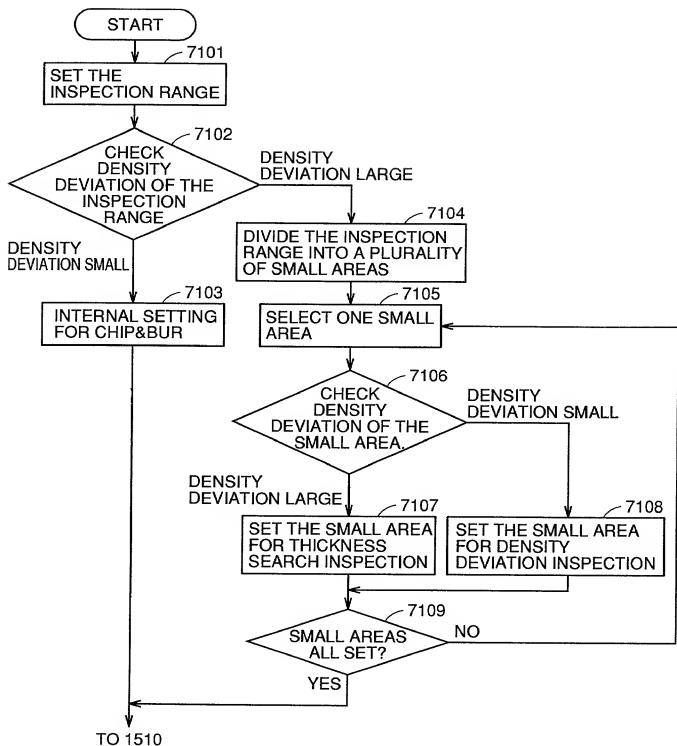 START
7101
SET THE
INSPECTION RANGE
7102
CHECK
DENSITY
DEVIATION OF THE
INSPECTION
RANGE
DENSITY
DEVIATION LARGE
DENSITY
DEVIATION SMALL
7103
INTERNAL SETTING
FOR CHIP&BUR
7104
DIVIDE THE INSPECTION
RANGE INTO A PLURALITY
OF SMALL AREAS
7105
SELECT ONE SMALL
AREA
7106
CHECK
DENSITY
DEVIATION OF THE
SMALL AREA.
DENSITY
DEVIATION SMALL
DENSITY
DEVIATION LARGE
7107
SET THE SMALL AREA
FOR THICKNESS
SEARCH INSPECTION
7108
SET THE SMALL AREA
FOR DENSITY
DEVIATION INSPECTION
7109
SMALL AREAS
ALL SET?
NO
YES
TO 1510